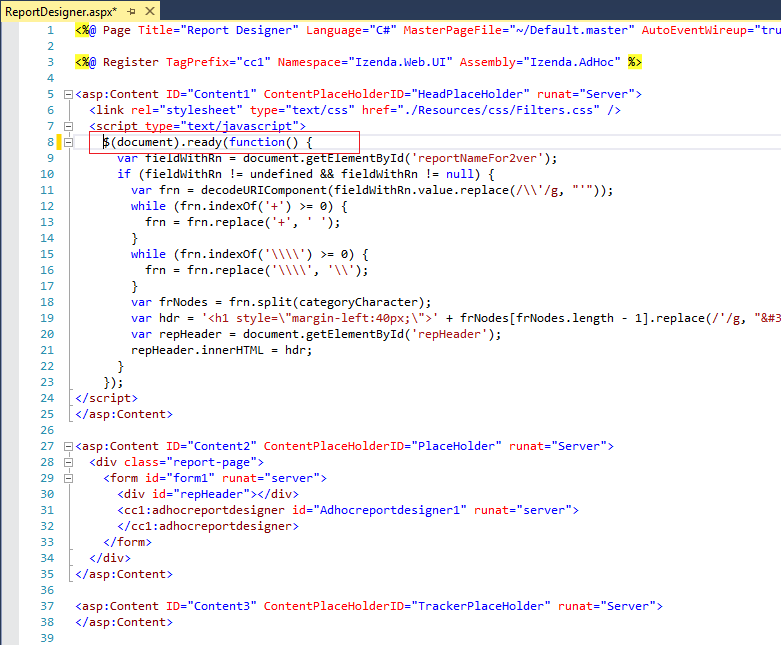 ReportDesigner.aspx*
1 <%@ Page Title="Report Designer" Language="C#" MasterPageFile="~/Default.master" AutoEventWireup="tru
2
3 <%@ Register TagPrefix="cc1" Namespace="Izenda.Web.UI" Assembly="Izenda.AdHoc" %>
4
5 <asp:Content ID="Content1" ContentPlaceHolderID="HeadPlaceHolder" runat="Server">
6 <link rel="stylesheet" type="text/css" href="./Resources/css/Filters.css" />
7 <script type="text/javascript">
8 $(document).ready(function() {
9 var fieldWithRn = document.getElementById('reportNameFor2ver');
10 if (fieldWithRn != undefined && fieldWithRn != null) {
11 var frn = decodeURIComponent(fieldWithRn.value.replace(/\\'/g, "'"));
12 while (frn.indexOf('+') >= 0) {
13 frn = frn.replace('+', ' ');
14 }
15 while (frn.indexOf('\\\\') >= 0) {
16 frn = frn.replace('\\\\', '\\');
17 }
18 var frNodes = frn.split(categoryCharacter);
19 var hdr = '<h1 style=\"margin-left:40px;\">' + frNodes[frNodes.length - 1].replace(/'/g, "&#3
20 var repHeader = document.getElementById('repHeader');
21 repHeader.innerHTML = hdr;
22 }
23 });
24 </script>
25 </asp:Content>
26
27 <asp:Content ID="Content2" ContentPlaceHolderID="PlaceHolder" runat="Server">
28 <div class="report-page">
29 <form id="form1" runat="server">
30 <div id="repHeader"></div>
31 <cc1:adhocreportdesigner id="Adhocreportdesigner1" runat="server">
32 </cc1:adhocreportdesigner>
33 </form>
34 </div>
35 </asp:Content>
36
37 <asp:Content ID="Content3" ContentPlaceHolderID="TrackerPlaceHolder" runat="Server">
38 </asp:Content>
39